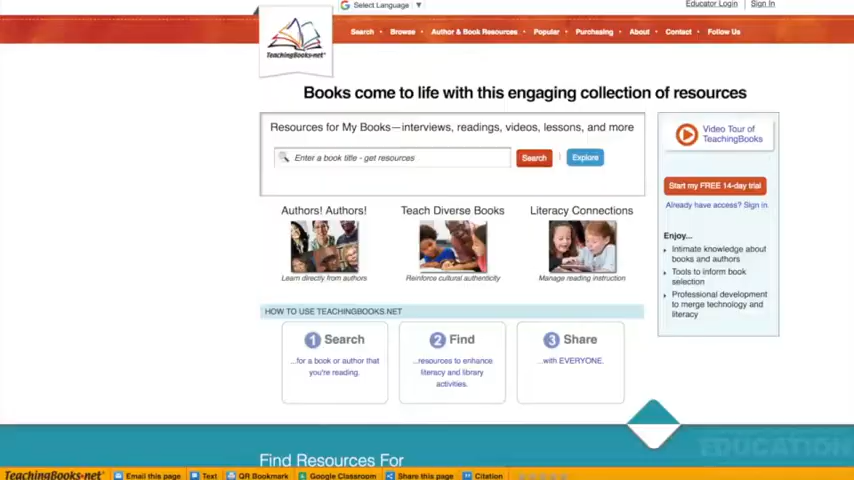 Select Language ▼
Educator Login | Sign In
Search • Browse • Author & Book Resources • Popular • Purchasing • About • Contact • Follow Us
TeachingBooks.net
Books come to life with this engaging collection of resources
Resources for My Books—interviews, readings, videos, lessons, and more
Enter a book title - get resources
Search | Explore
Video Tour of
TeachingBooks
Start my FREE 14-day trial
Already have access? Sign in.
Enjoy...
Intimate knowledge about
books and authors
Tools to inform book
selection
Professional development
to merge technology and
literacy
Authors! Authors!
Learn directly from authors
Teach Diverse Books
Reinforce cultural authenticity
Literacy Connections
Manage reading instruction
HOW TO USE TEACHINGBOOKS.NET
1 Search
...for a book or author that
you're reading.
2 Find
...resources to enhance
literacy and library
activities.
3 Share
...with EVERYONE.
EDUCATION
Find Resources For
TeachingBooks.net
Email this page
Text
QR Bookmark
Google Classroom
Share this page
Citation